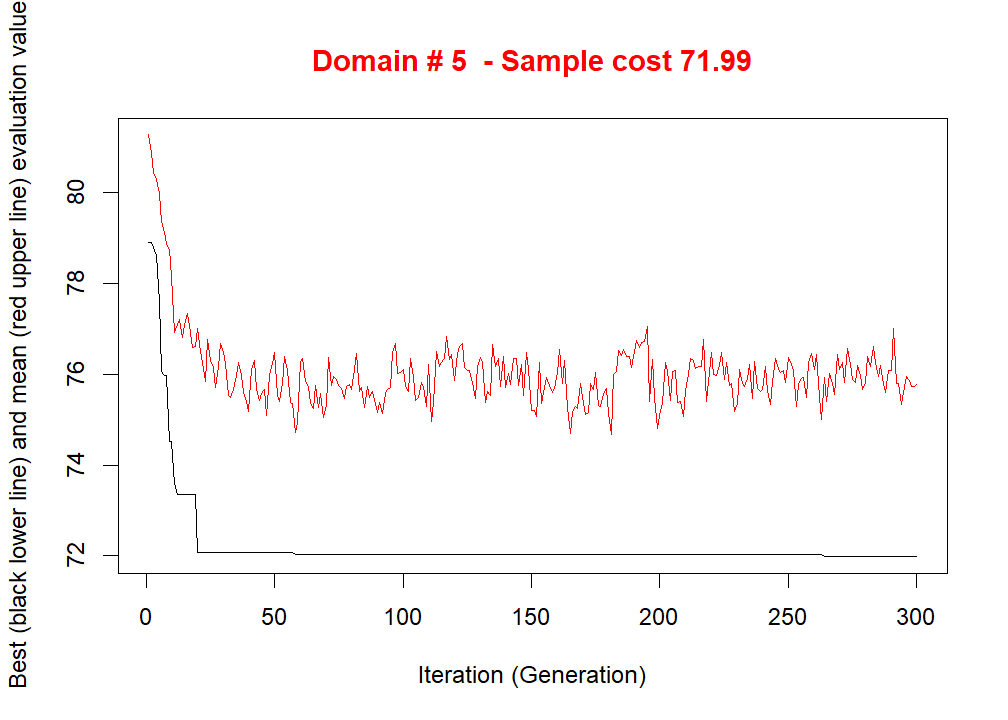 Domain # 5  - Sample cost 71.99
Best (black lower line) and mean (red upper line) evaluation value
80
78
76
74
72
0 50 100 150 200 250 300
Iteration (Generation)